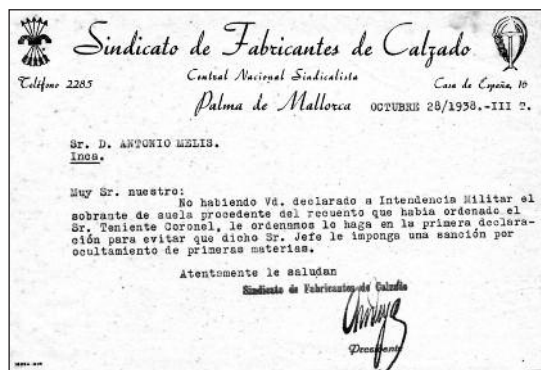 Sindicato de Fabricantes de Calzado
Teléfono 2285
Central Nacional Sindicalista
Casa de España, 16
Palma de Mallorca
OCTUBRE 28/1938.-III T.
Sr. D. ANTONIO MELIS.
Inca.
Muy Sr. nuestro:
No habiendo Vd. declarado a Intendencia Militar el
sobrante de suela procedente del recuento que había ordenado el
Sr. Teniente Coronel, le ordenamos lo haga en la primera declara-
ción para evitar que dicho Sr. Jefe le imponga una sanción por
ocultamiento de primeras materias.
Atentamente le saludan
Sindicato de Fabricantes de Calzado
Presidente